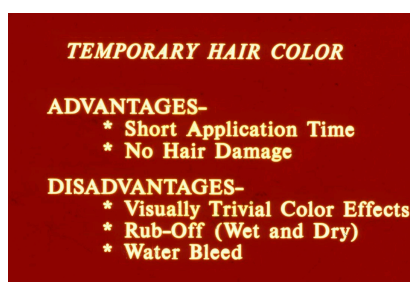 TEMPORARY HAIR COLOR
ADVANTAGES-
* Short Application Time
* No Hair Damage
DISADVANTAGES-
* Visually Trivial Color Effects
* Rub-Off (Wet and Dry)
* Water Bleed